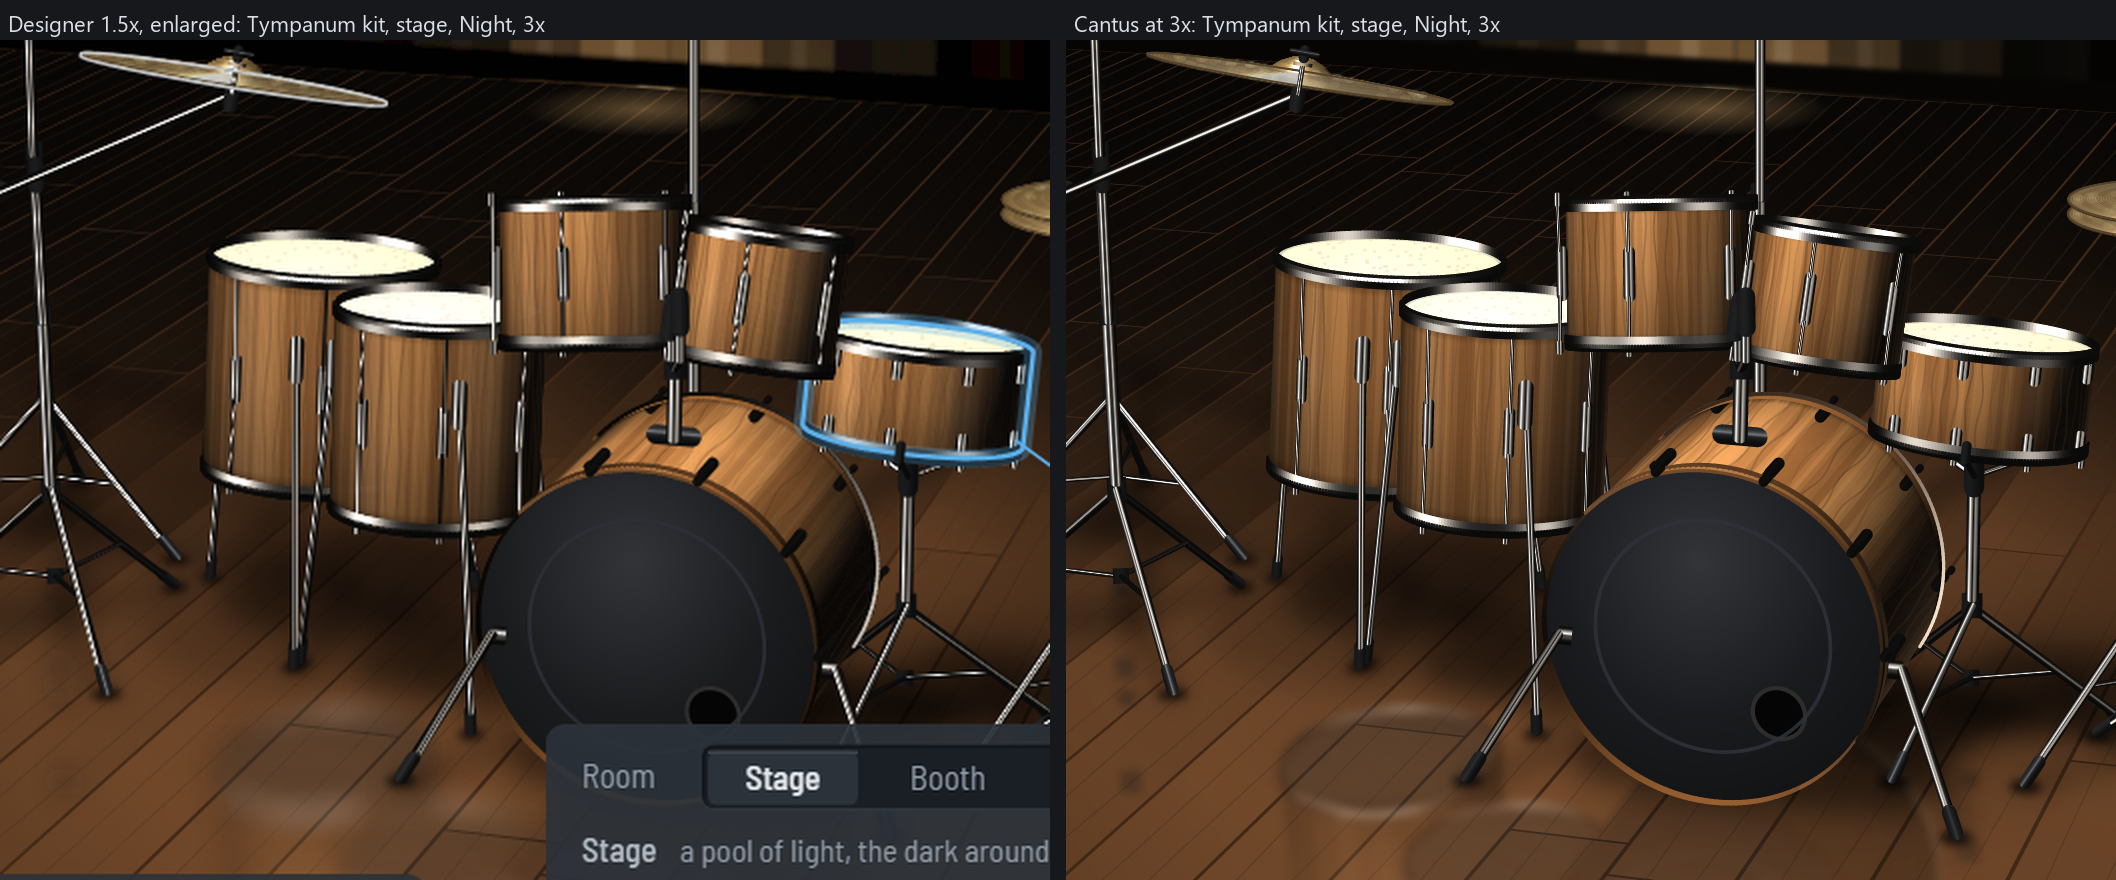 Designer 1.5x, enlarged: Tympanum kit, stage, Night, 3x
Cantus at 3x: Tympanum kit, stage, Night, 3x
Room Stage Booth
Stage a pool of light, the dark around